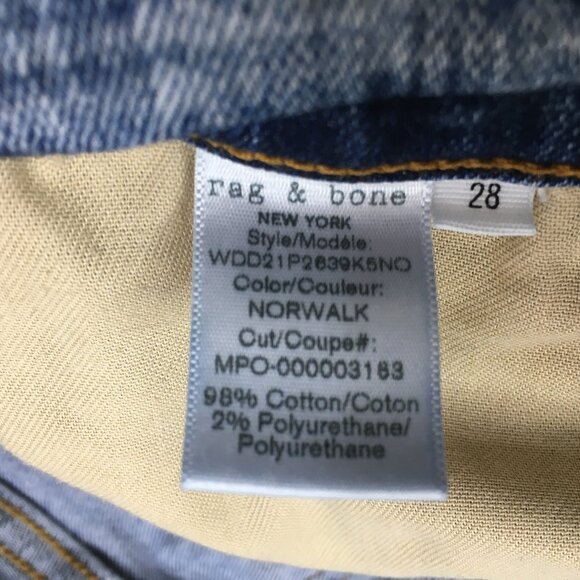 rag & bone
28
NEW YORK
Style/Modèle:
WDD21P2639K5NO
Color/Couleur:
NORWALK
Cut/Coupe#:
MPO-000003163
98% Cotton/Coton
2% Polyurethane/
Polyurethane